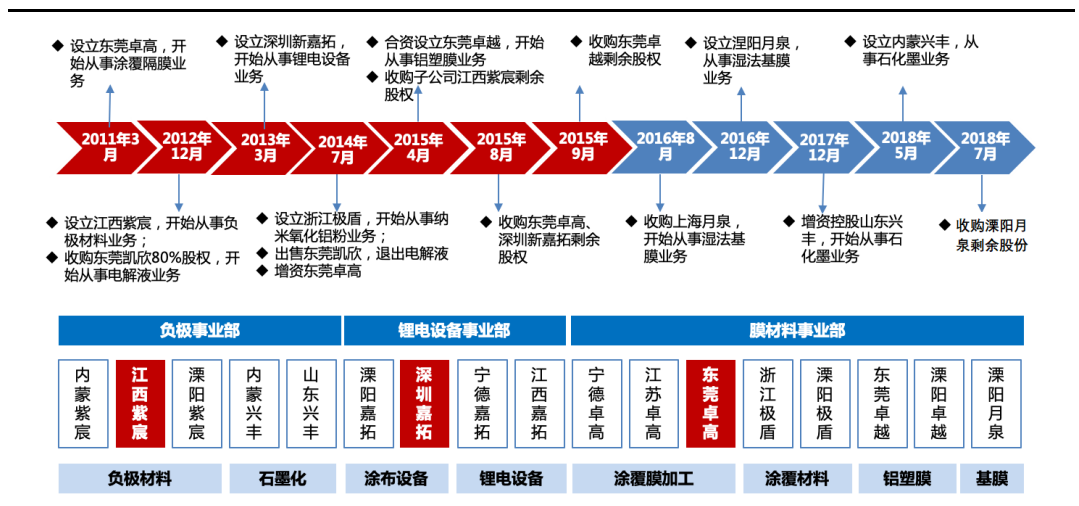 ◆ 设立东莞卓高，开
始从事涂覆隔膜业
务
◆ 设立深圳新嘉拓，
开始从事锂电设备
业务
◆ 合资设立东莞卓越，开始
从事铝塑膜业务
◆ 收购子公司江西紫宸剩余
股权
◆ 收购东莞卓
越剩余股权
◆ 设立涅阳月泉，
从事湿法基膜
业务
◆ 设立内蒙兴丰，从
事石化墨业务
2011年3
月
2012年
12月
2013年
3月
2014年
7月
2015年
4月
2015年
8月
2015年
9月
2016年8
月
2016年
12月
2017年
12月
2018年
5月
2018年
7月
◆ 设立江西紫宸，开始从事负
极材料业务；
◆ 收购东莞凯欣80%股权，开
始从事电解液业务
◆ 设立浙江极盾，开始从事纳
米氧化铝粉业务；
◆ 出售东莞凯欣，退出电解液
◆ 增资东莞卓高
◆ 收购东莞卓高、
深圳新嘉拓剩余
股权
◆ 收购上海月泉，
开始从事湿法基
膜业务
◆ 增资控股山东兴
丰，开始从事石
化墨业务
◆ 收购溧阳月
泉剩余股份
负极事业部
锂电设备事业部
膜材料事业部
内蒙紫宸
江西紫宸
溧阳紫宸
内蒙兴丰
山东兴丰
溧阳嘉拓
深圳嘉拓
宁德嘉拓
江西嘉拓
宁德卓高
江苏卓高
东莞卓高
浙江极盾
溧阳极盾
东莞卓越
溧阳卓越
溧阳月泉
负极材料
石墨化
涂布设备
锂电设备
涂覆膜加工
涂覆材料
铝塑膜
基膜